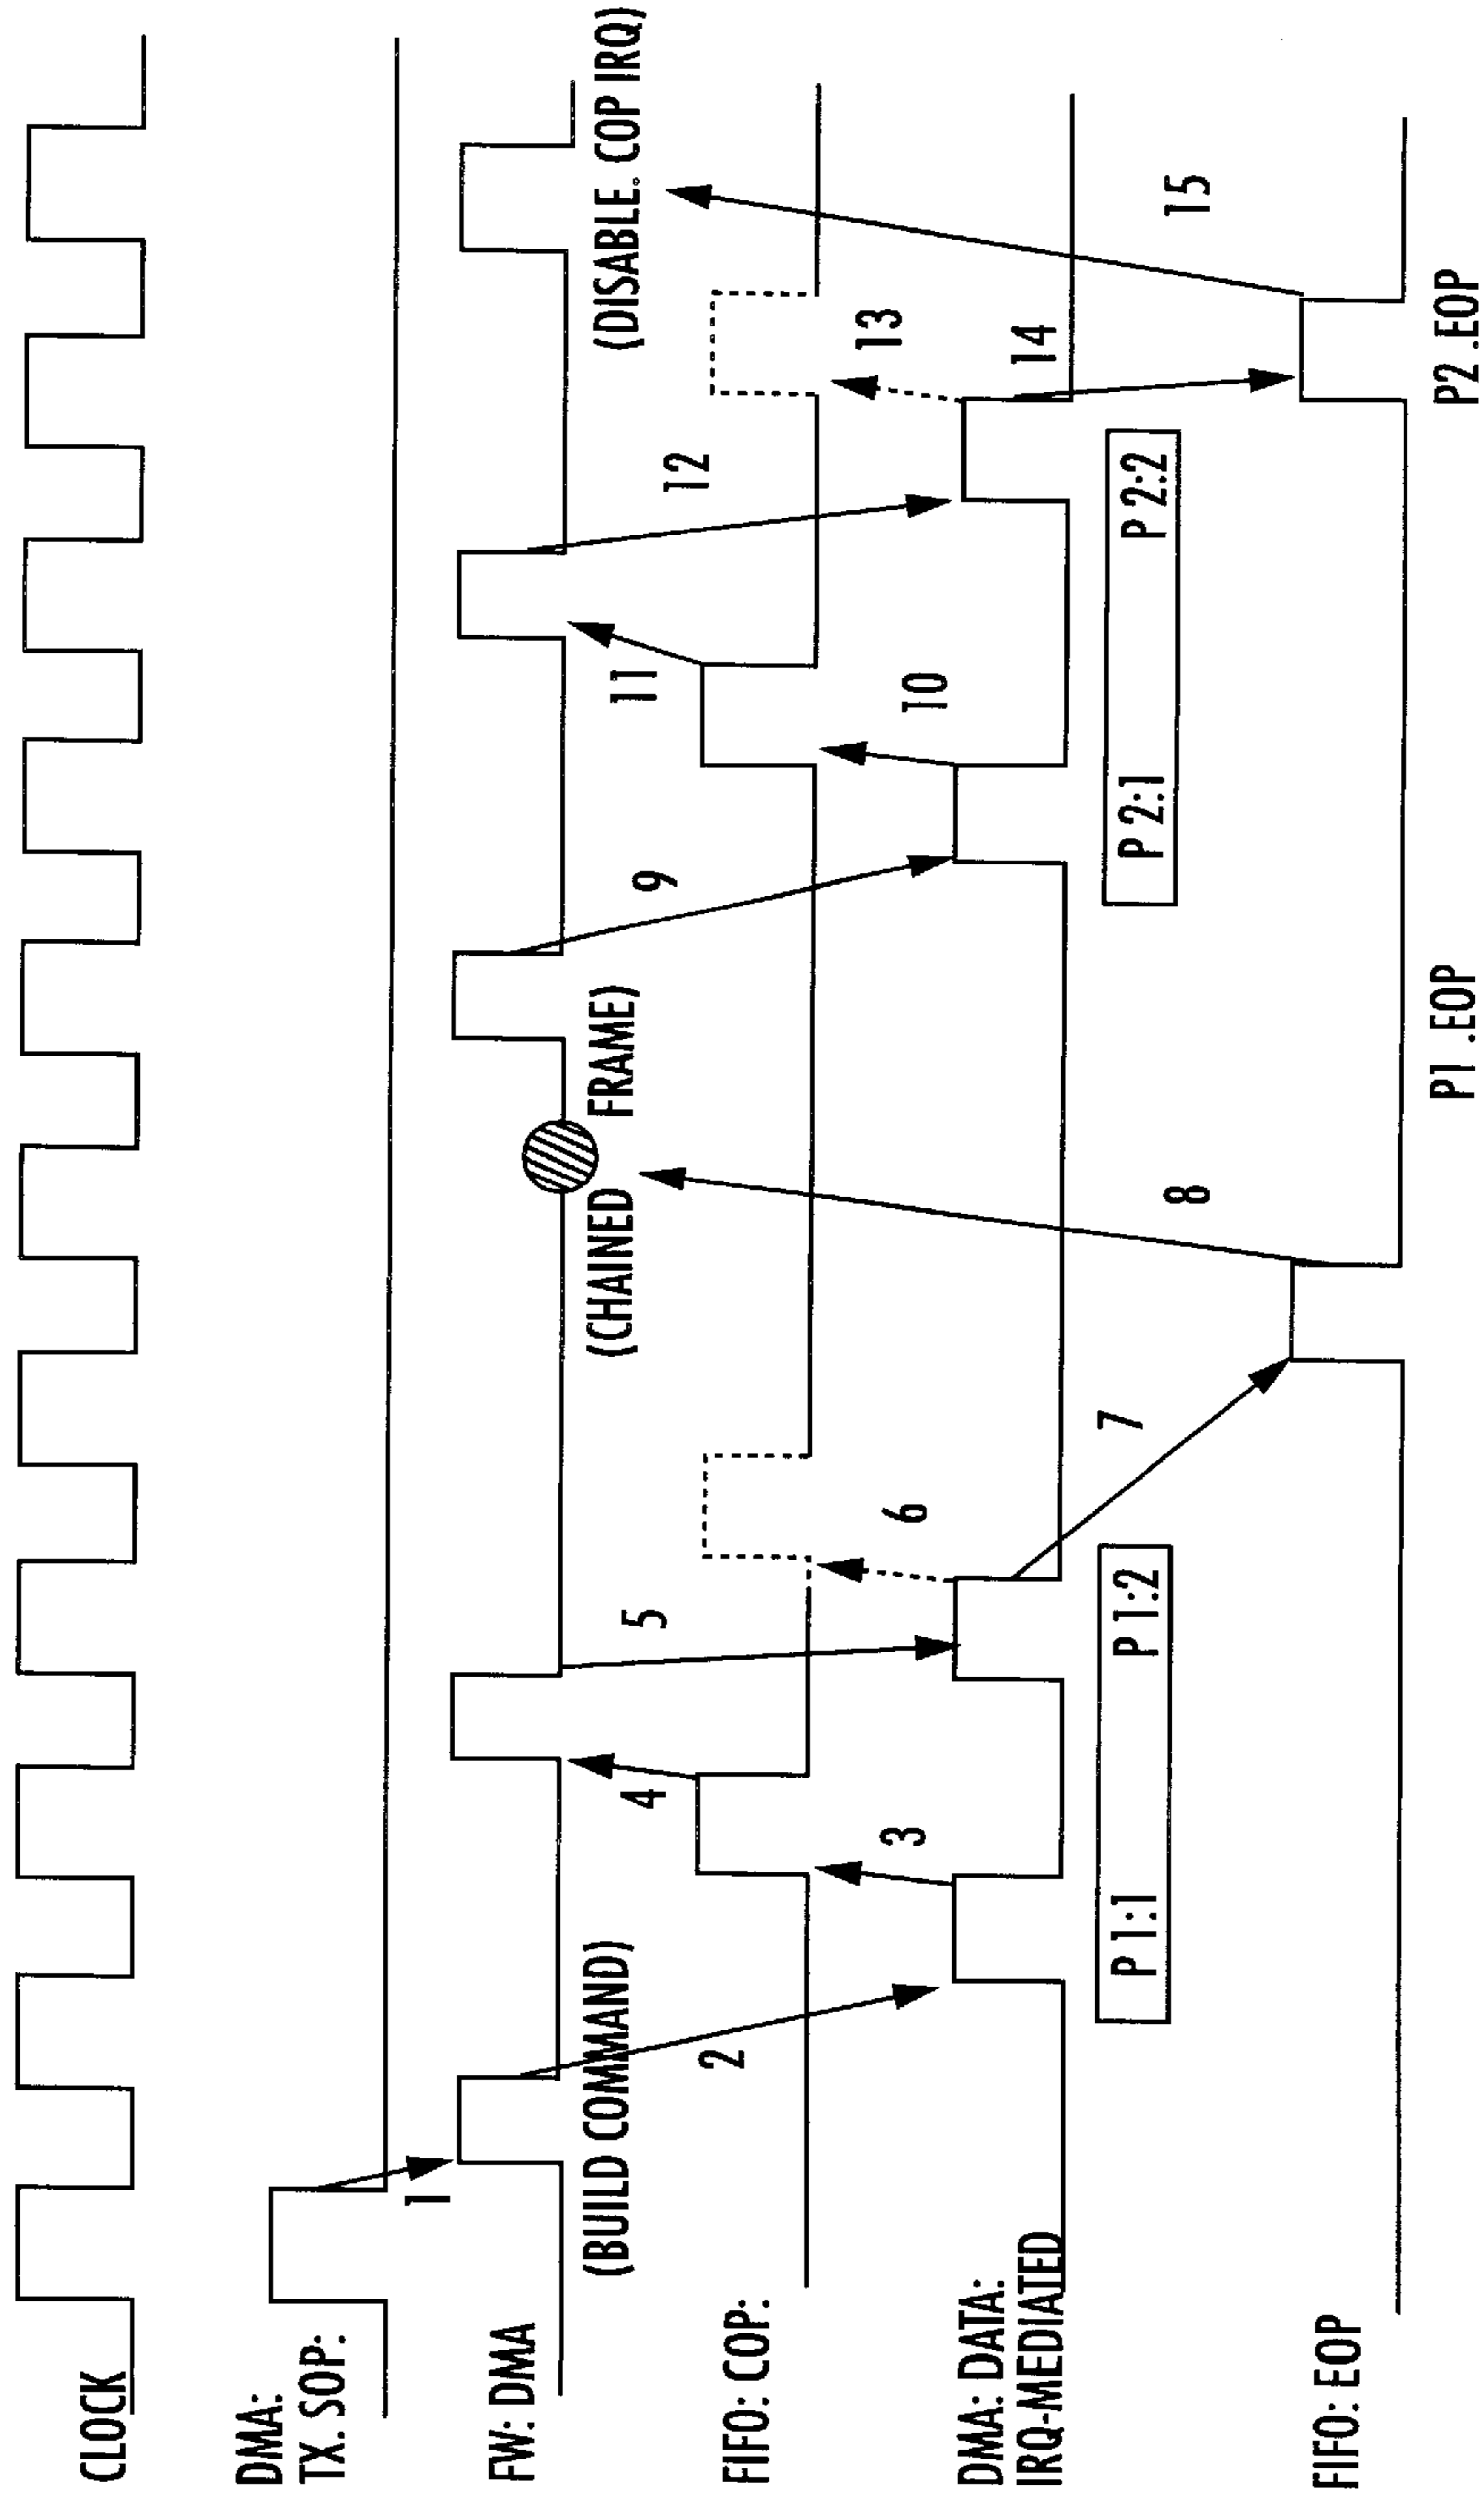 CLOCK
DMA:
TX. SOP:
1
FW: DMA
(BUILD COMMAND)
(CHAINED FRAME)
(DISABLE. COP IRQ)
2
4
5
9
11
12
FIFO: COP:
3
6
10
13
DMA: DATA:
IRQ-MEDIATED
14
P 1:1 P 1:2
P 2:1 P 2:2
7
8
15
FIFO: EOP
P1 .EOP
P2 .EOP